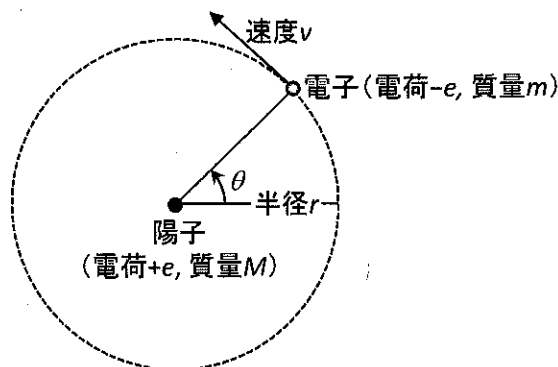 速度v
電子(電荷−e, 質量m)
θ
半径r
陽子
(電荷+e, 質量M)